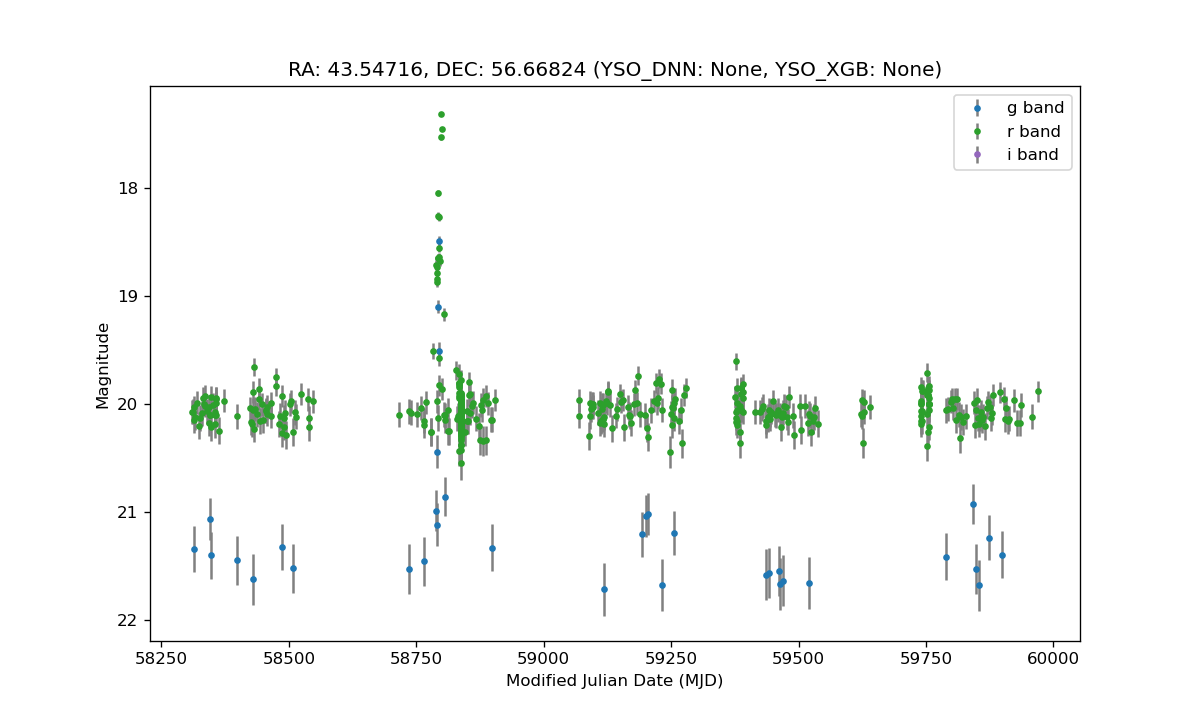 RA: 43.54716, DEC: 56.66824 (YSO_DNN: None, YSO_XGB: None)
g band
r band
i band
18
19
20
21
22
Magnitude
58250 58500 58750 59000 59250 59500 59750 60000
Modified Julian Date (MJD)